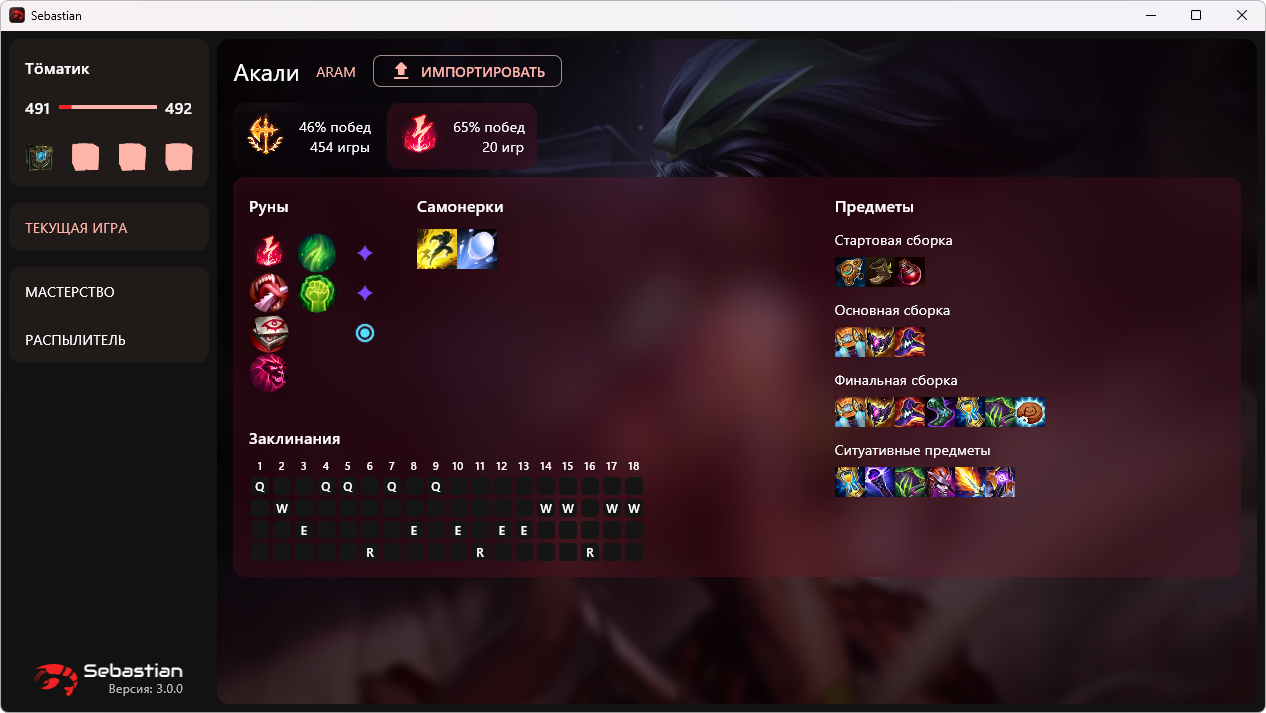 Sebastian
Töматик
491 492
ТЕКУЩАЯ ИГРА
МАСТЕРСТВО
РАСПЫЛИТЕЛЬ
Sebastian
Версия: 3.0.0
Акали ARAM ИМПОРТИРОВАТЬ
46% побед
454 игры
65% побед
20 игр
Руны
Самонерки
Предметы
Стартовая сборка
Основная сборка
Финальная сборка
Ситуативные предметы
Заклинания
1 2 3 4 5 6 7 8 9 10 11 12 13 14 15 16 17 18
Q Q Q Q Q
W W W W W
E E E E E
R R R